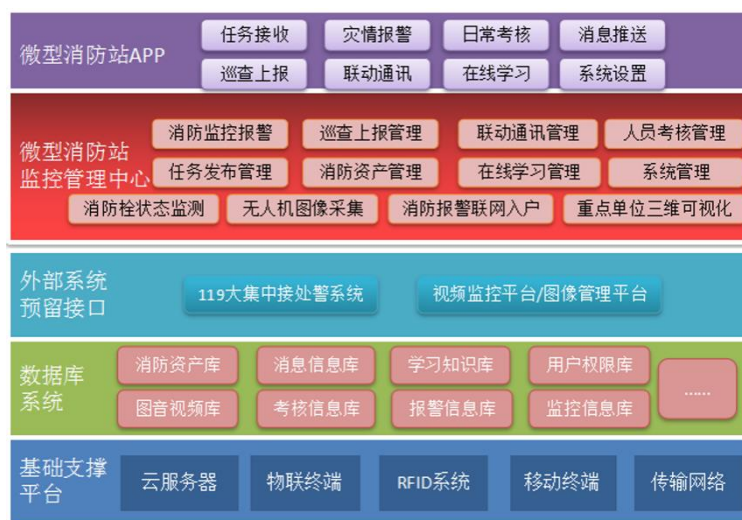 微型消防站APP
任务接收 灾情报警 日常考核 消息推送
巡查上报 联动通讯 在线学习 系统设置
微型消防站
监控管理中心
消防监控报警 巡查上报管理 联动通讯管理 人员考核管理
任务发布管理 消防资产管理 在线学习管理 系统管理
消防栓状态监测 无人机图像采集 消防报警联网入户 重点单位三维可视化
外部系统
预留接口
119大集中接处警系统 视频监控平台/图像管理平台
数据库
系统
消防资产库 消息信息库 学习知识库 用户权限库
图音视频库 考核信息库 报警信息库 监控信息库
……
基础支撑
平台
云服务器 物联终端 RFID系统 移动终端 传输网络